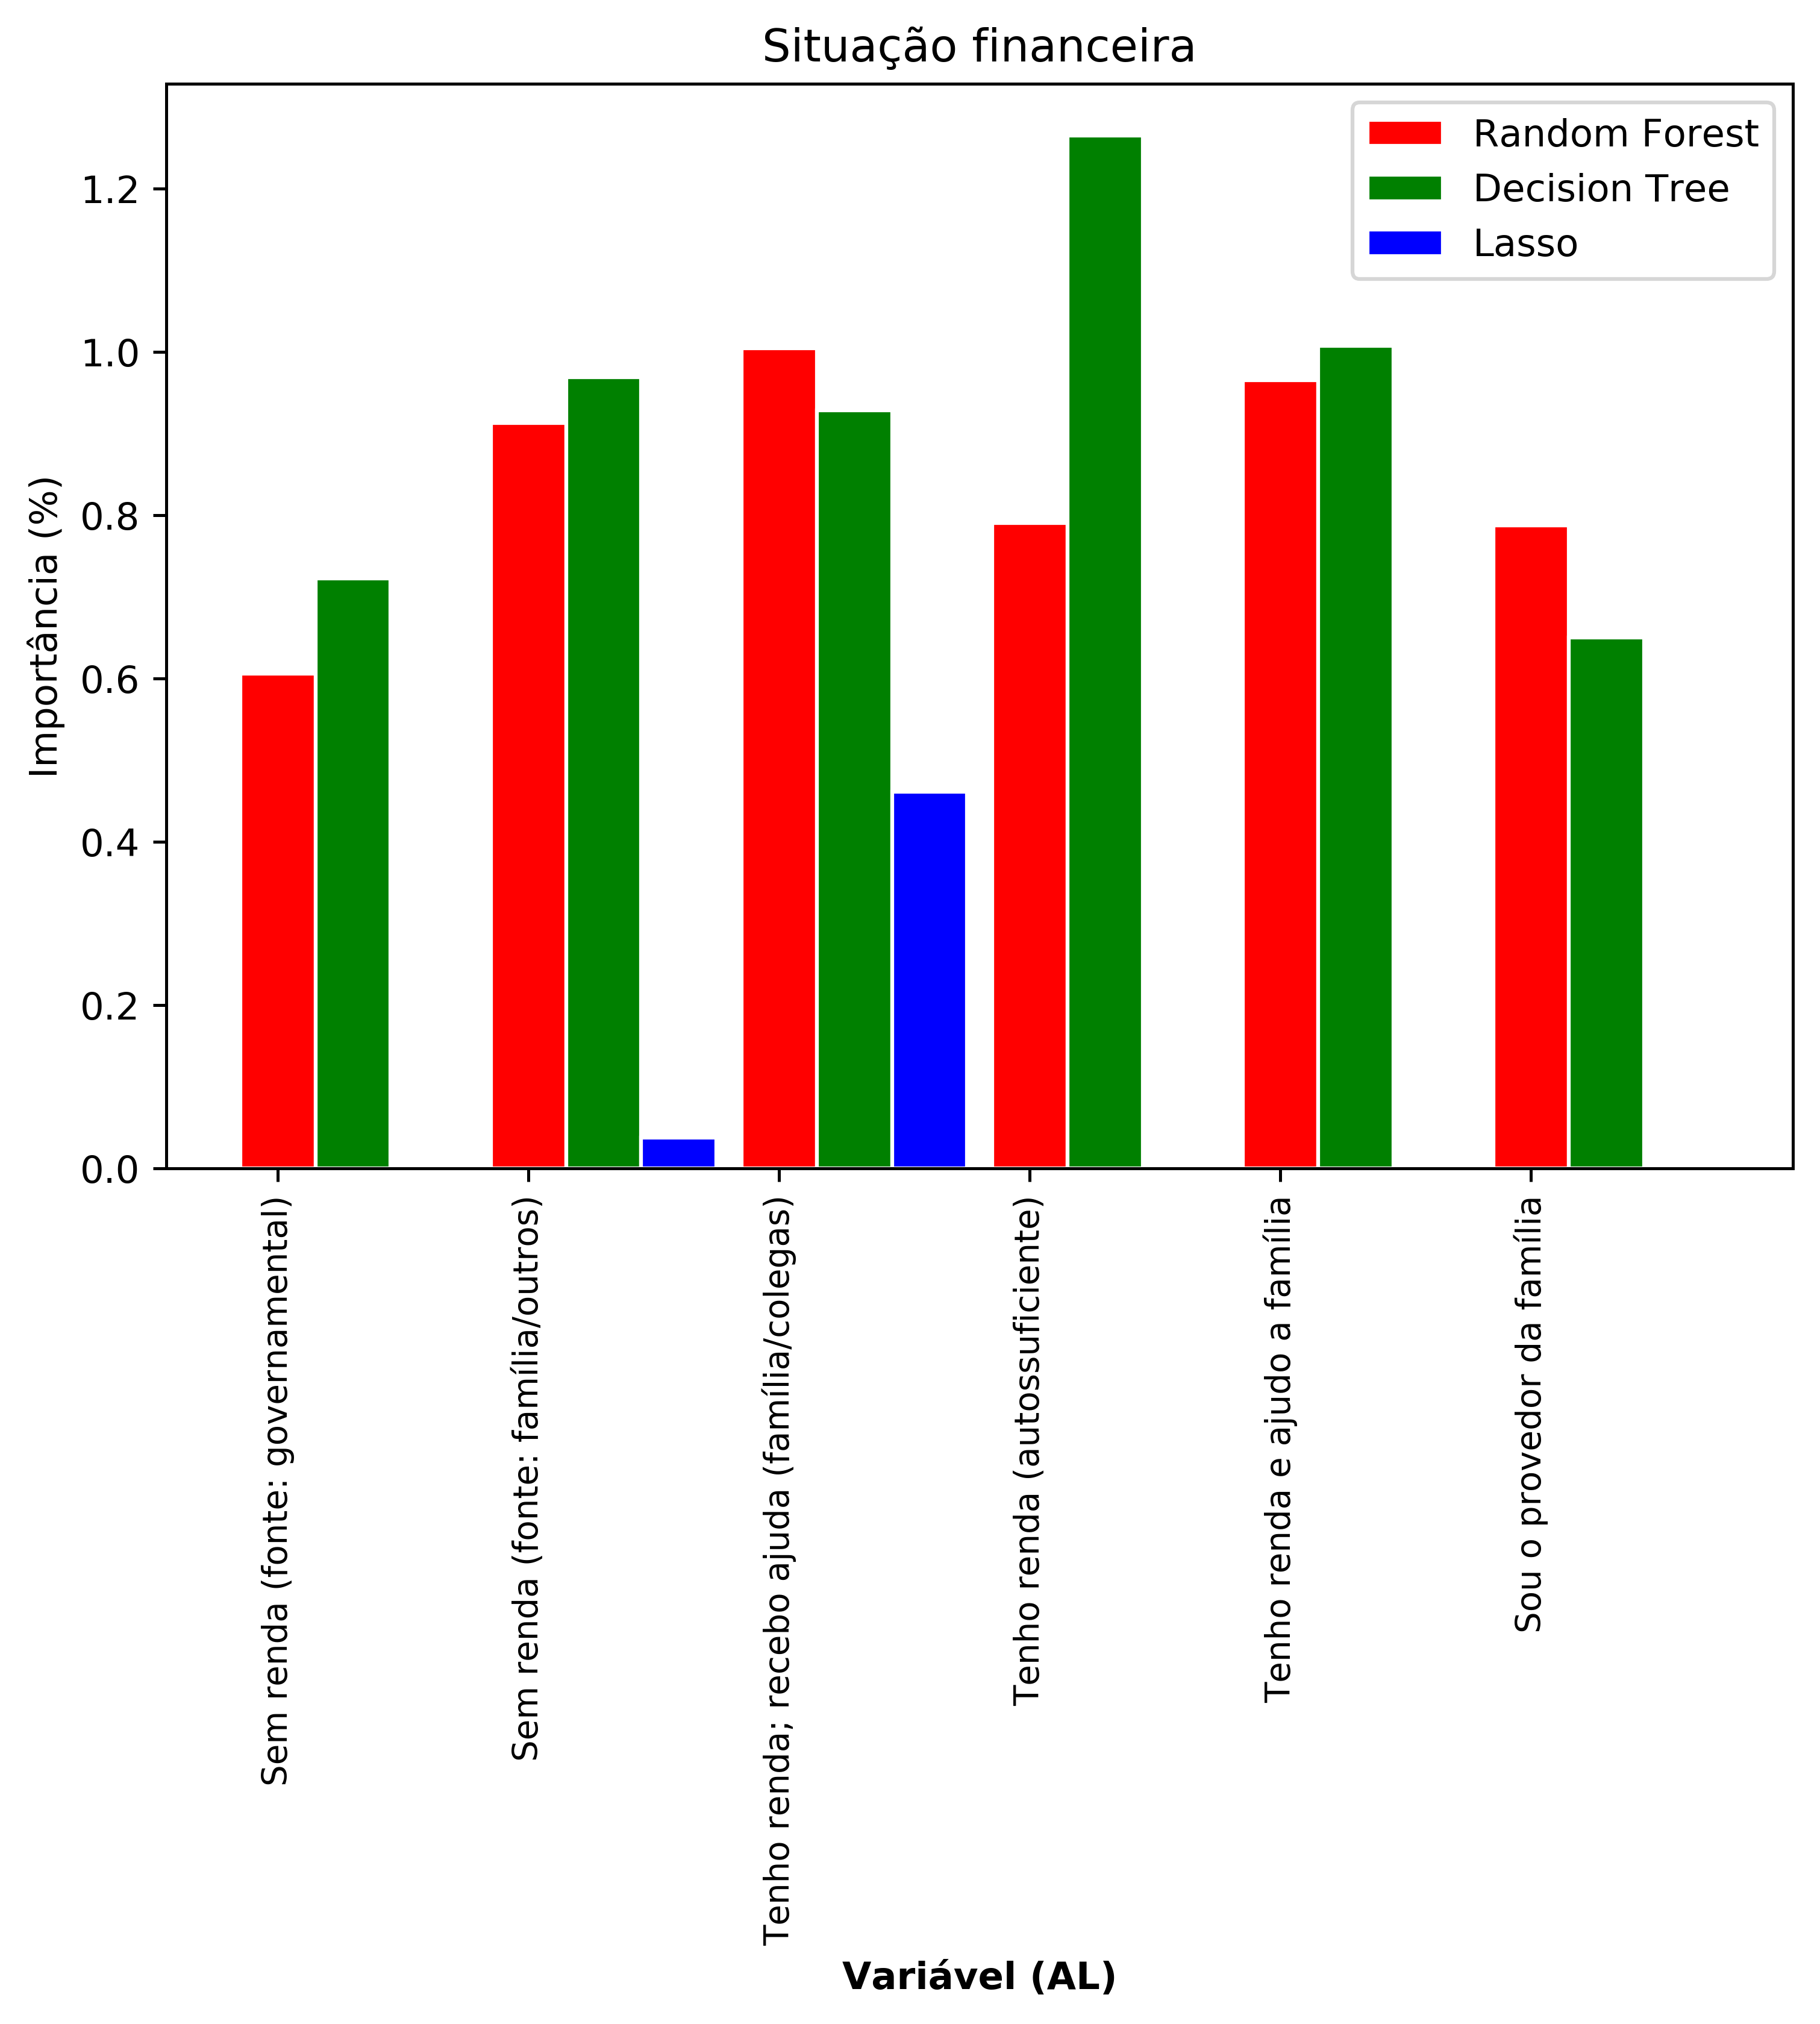 Situação financeira
Random Forest
Decision Tree
Lasso
Importância (%)
1.2
1.0
0.8
0.6
0.4
0.2
0.0
Sem renda (fonte: governamental)
Sem renda (fonte: família/outros)
Tenho renda; recebo ajuda (família/colegas)
Tenho renda (autossuficiente)
Tenho renda e ajudo a família
Sou o provedor da família
Variável (AL)